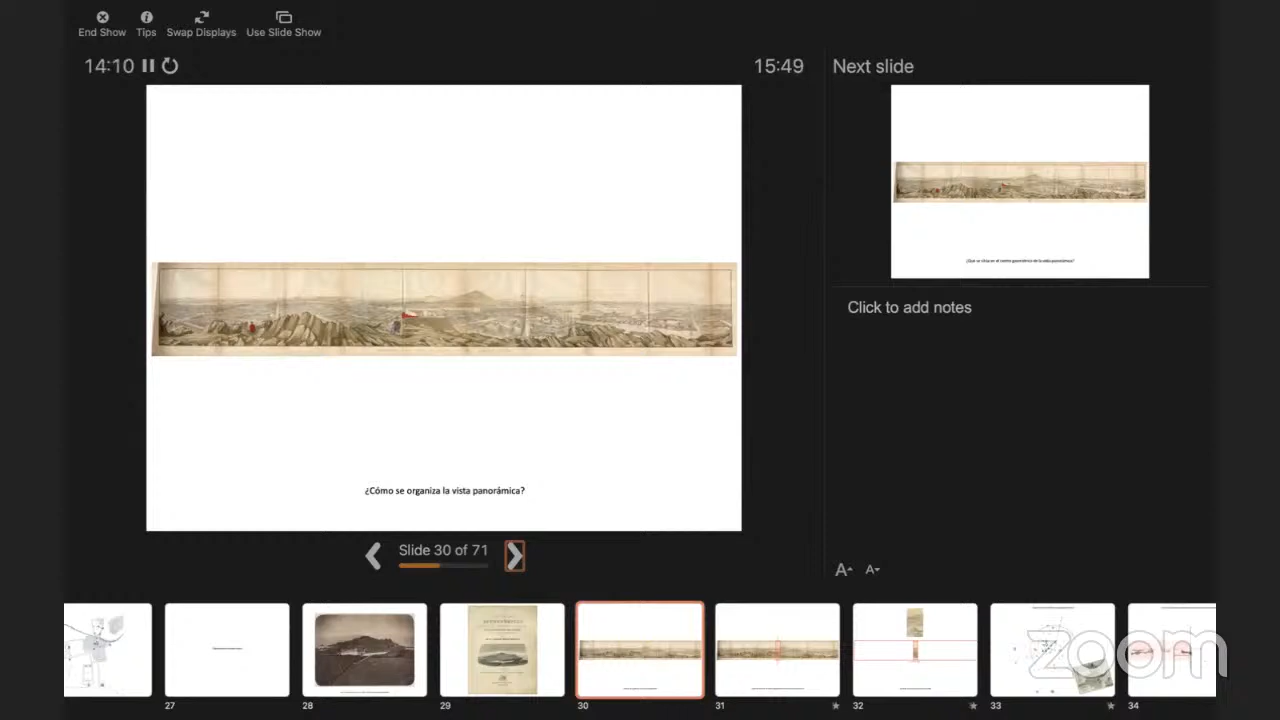 End Show Tips Swap Displays Use Slide Show
14:10 15:49 Next slide
¿Cómo se organiza la vista panorámica?
Slide 30 of 71
Click to add notes
A A
27 28 29 30 31 32 33 34
zoom